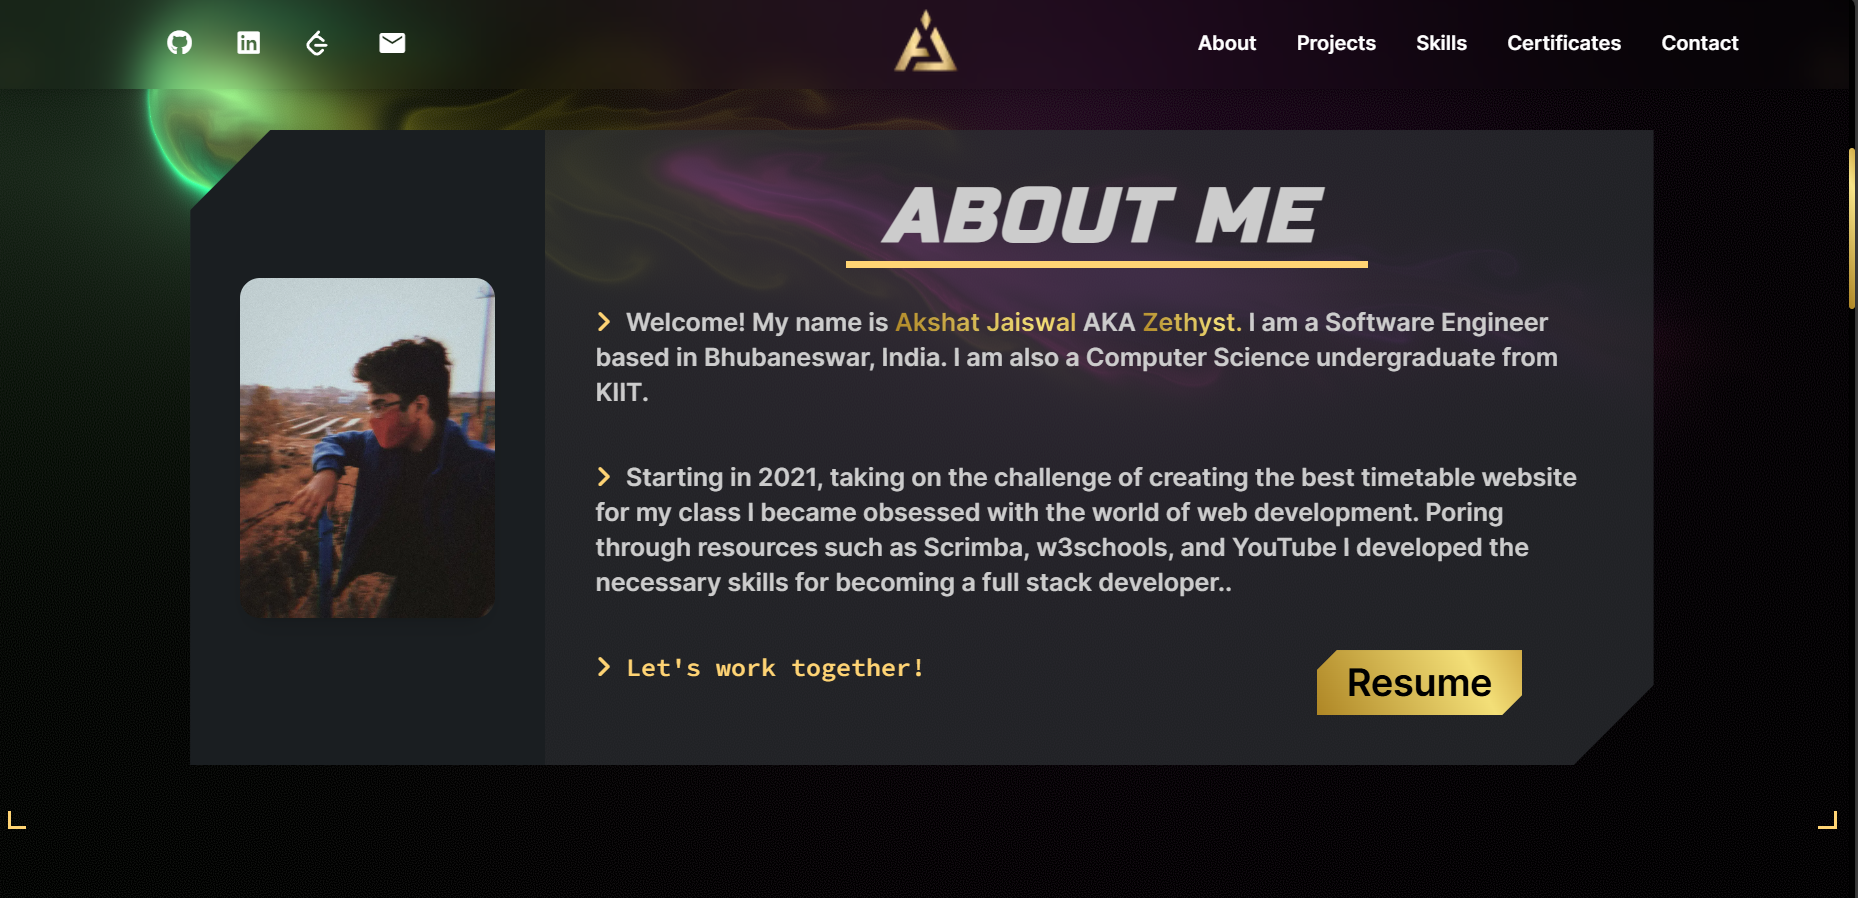 About Projects Skills Certificates Contact
ABOUT ME
Welcome! My name is Akshat Jaiswal AKA Zethyst. I am a Software Engineer
based in Bhubaneswar, India. I am also a Computer Science undergraduate from
KIIT.
Starting in 2021, taking on the challenge of creating the best timetable website
for my class I became obsessed with the world of web development. Poring
through resources such as Scrimba, w3schools, and YouTube I developed the
necessary skills for becoming a full stack developer..
Let's work together!
Resume